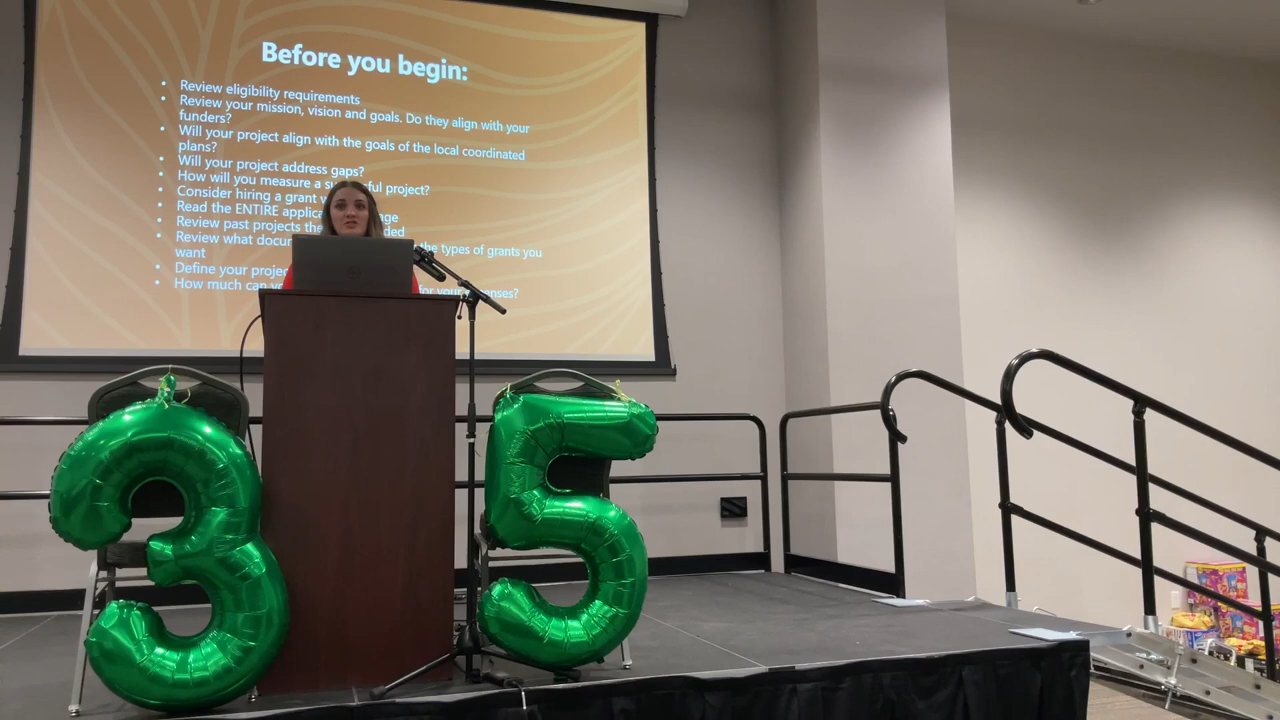 Before you begin:
• Review eligibility requirements
• Review your mission, vision and goals. Do they align with your
funders?
• Will your project align with the goals of the local coordinated
plans?
• Will your project address gaps?
• How will you measure a ful project?
• Consider hiring a grant
• Read the ENTIRE
• Review past projects
• Review what the types of grants you
want
• Define your
• How much can for your
35